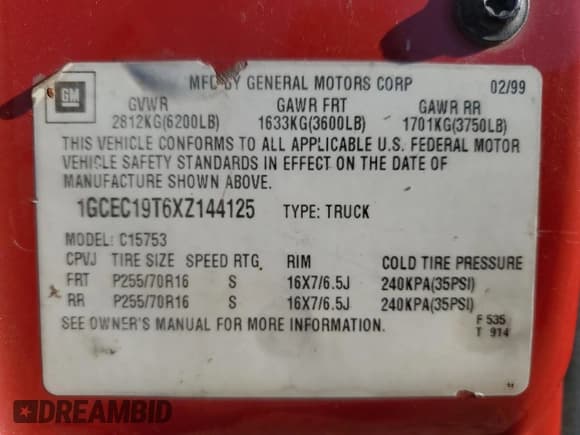 MFG BY GENERAL MOTORS CORP 02/99
GM
GVWR GAWR FRT GAWR RR
2812KG(6200LB) 1633KG(3600LB) 1701KG(3750LB)
THIS VEHICLE CONFORMS TO ALL APPLICABLE U.S. FEDERAL MOTOR
VEHICLE SAFETY STANDARDS IN EFFECT ON THE DATE OF
MANUFACTURE SHOWN ABOVE.
1GCEC19T6XZ144125 TYPE: TRUCK
MODEL: C15753
CPVJ TIRE SIZE SPEED RTG RIM COLD TIRE PRESSURE
FRT P255/70R16 S 16X7/6.5J 240KPA(35PSI)
RR P255/70R16 S 16X7/6.5J 240KPA(35PSI)
SEE OWNER'S MANUAL FOR MORE INFORMATION.
F 535
T 914
DREAMBID